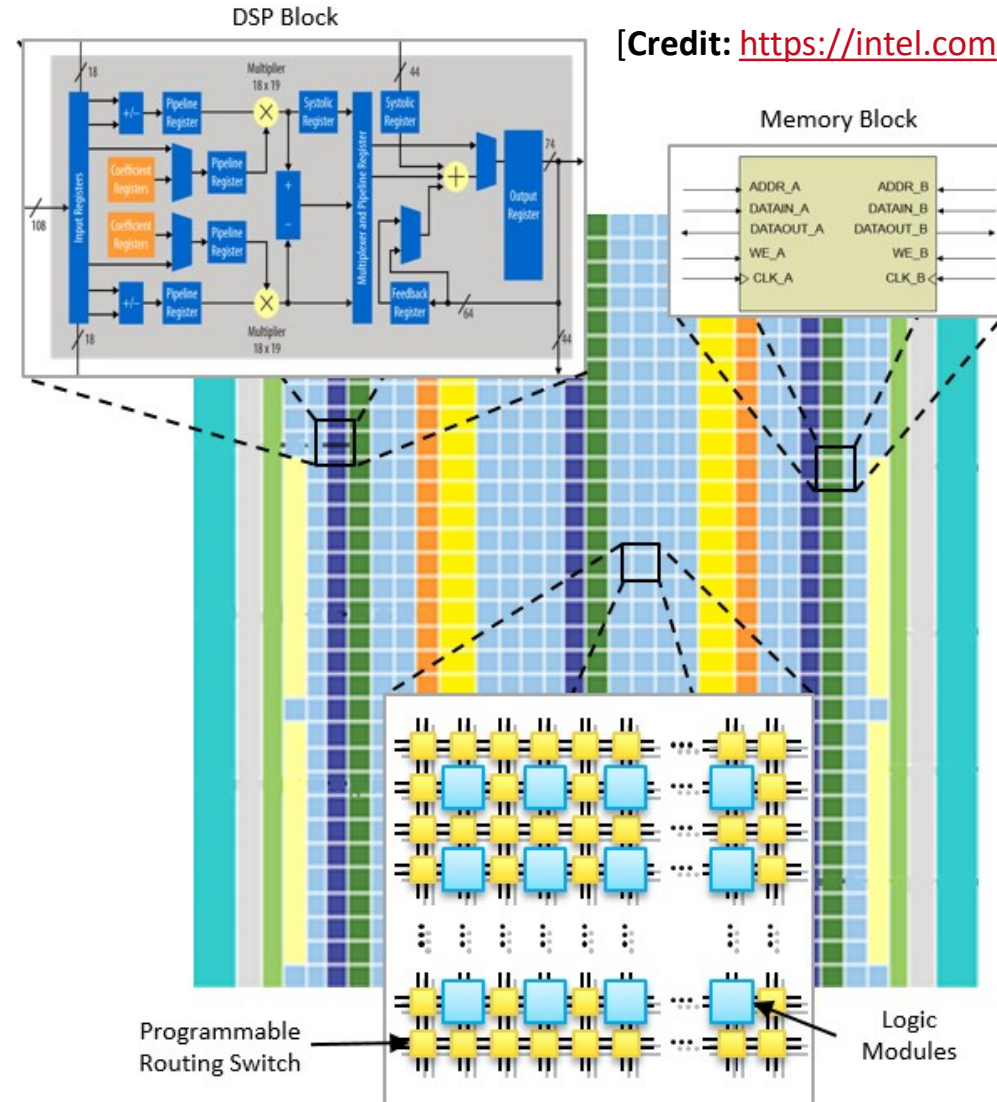 DSP Block
[Credit: https://intel.com
18
Multiplier
18 x 19
44
+/−
Pipeline
Register
×
Systolic
Register
Systolic
Register
Coefficient
Registers
Pipeline
Register
74
108
Input Registers
+
−
Multiplexer and Pipeline Register
+
Output
Register
Coefficient
Registers
Pipeline
Register
+/−
Pipeline
Register
×
Feedback
Register
64
18
Multiplier
18 x 19
44
Memory Block
ADDR_A ADDR_B
DATAIN_A DATAIN_B
DATAOUT_A DATAOUT_B
WE_A WE_B
CLK_A CLK_B
Programmable
Routing Switch
Logic
Modules